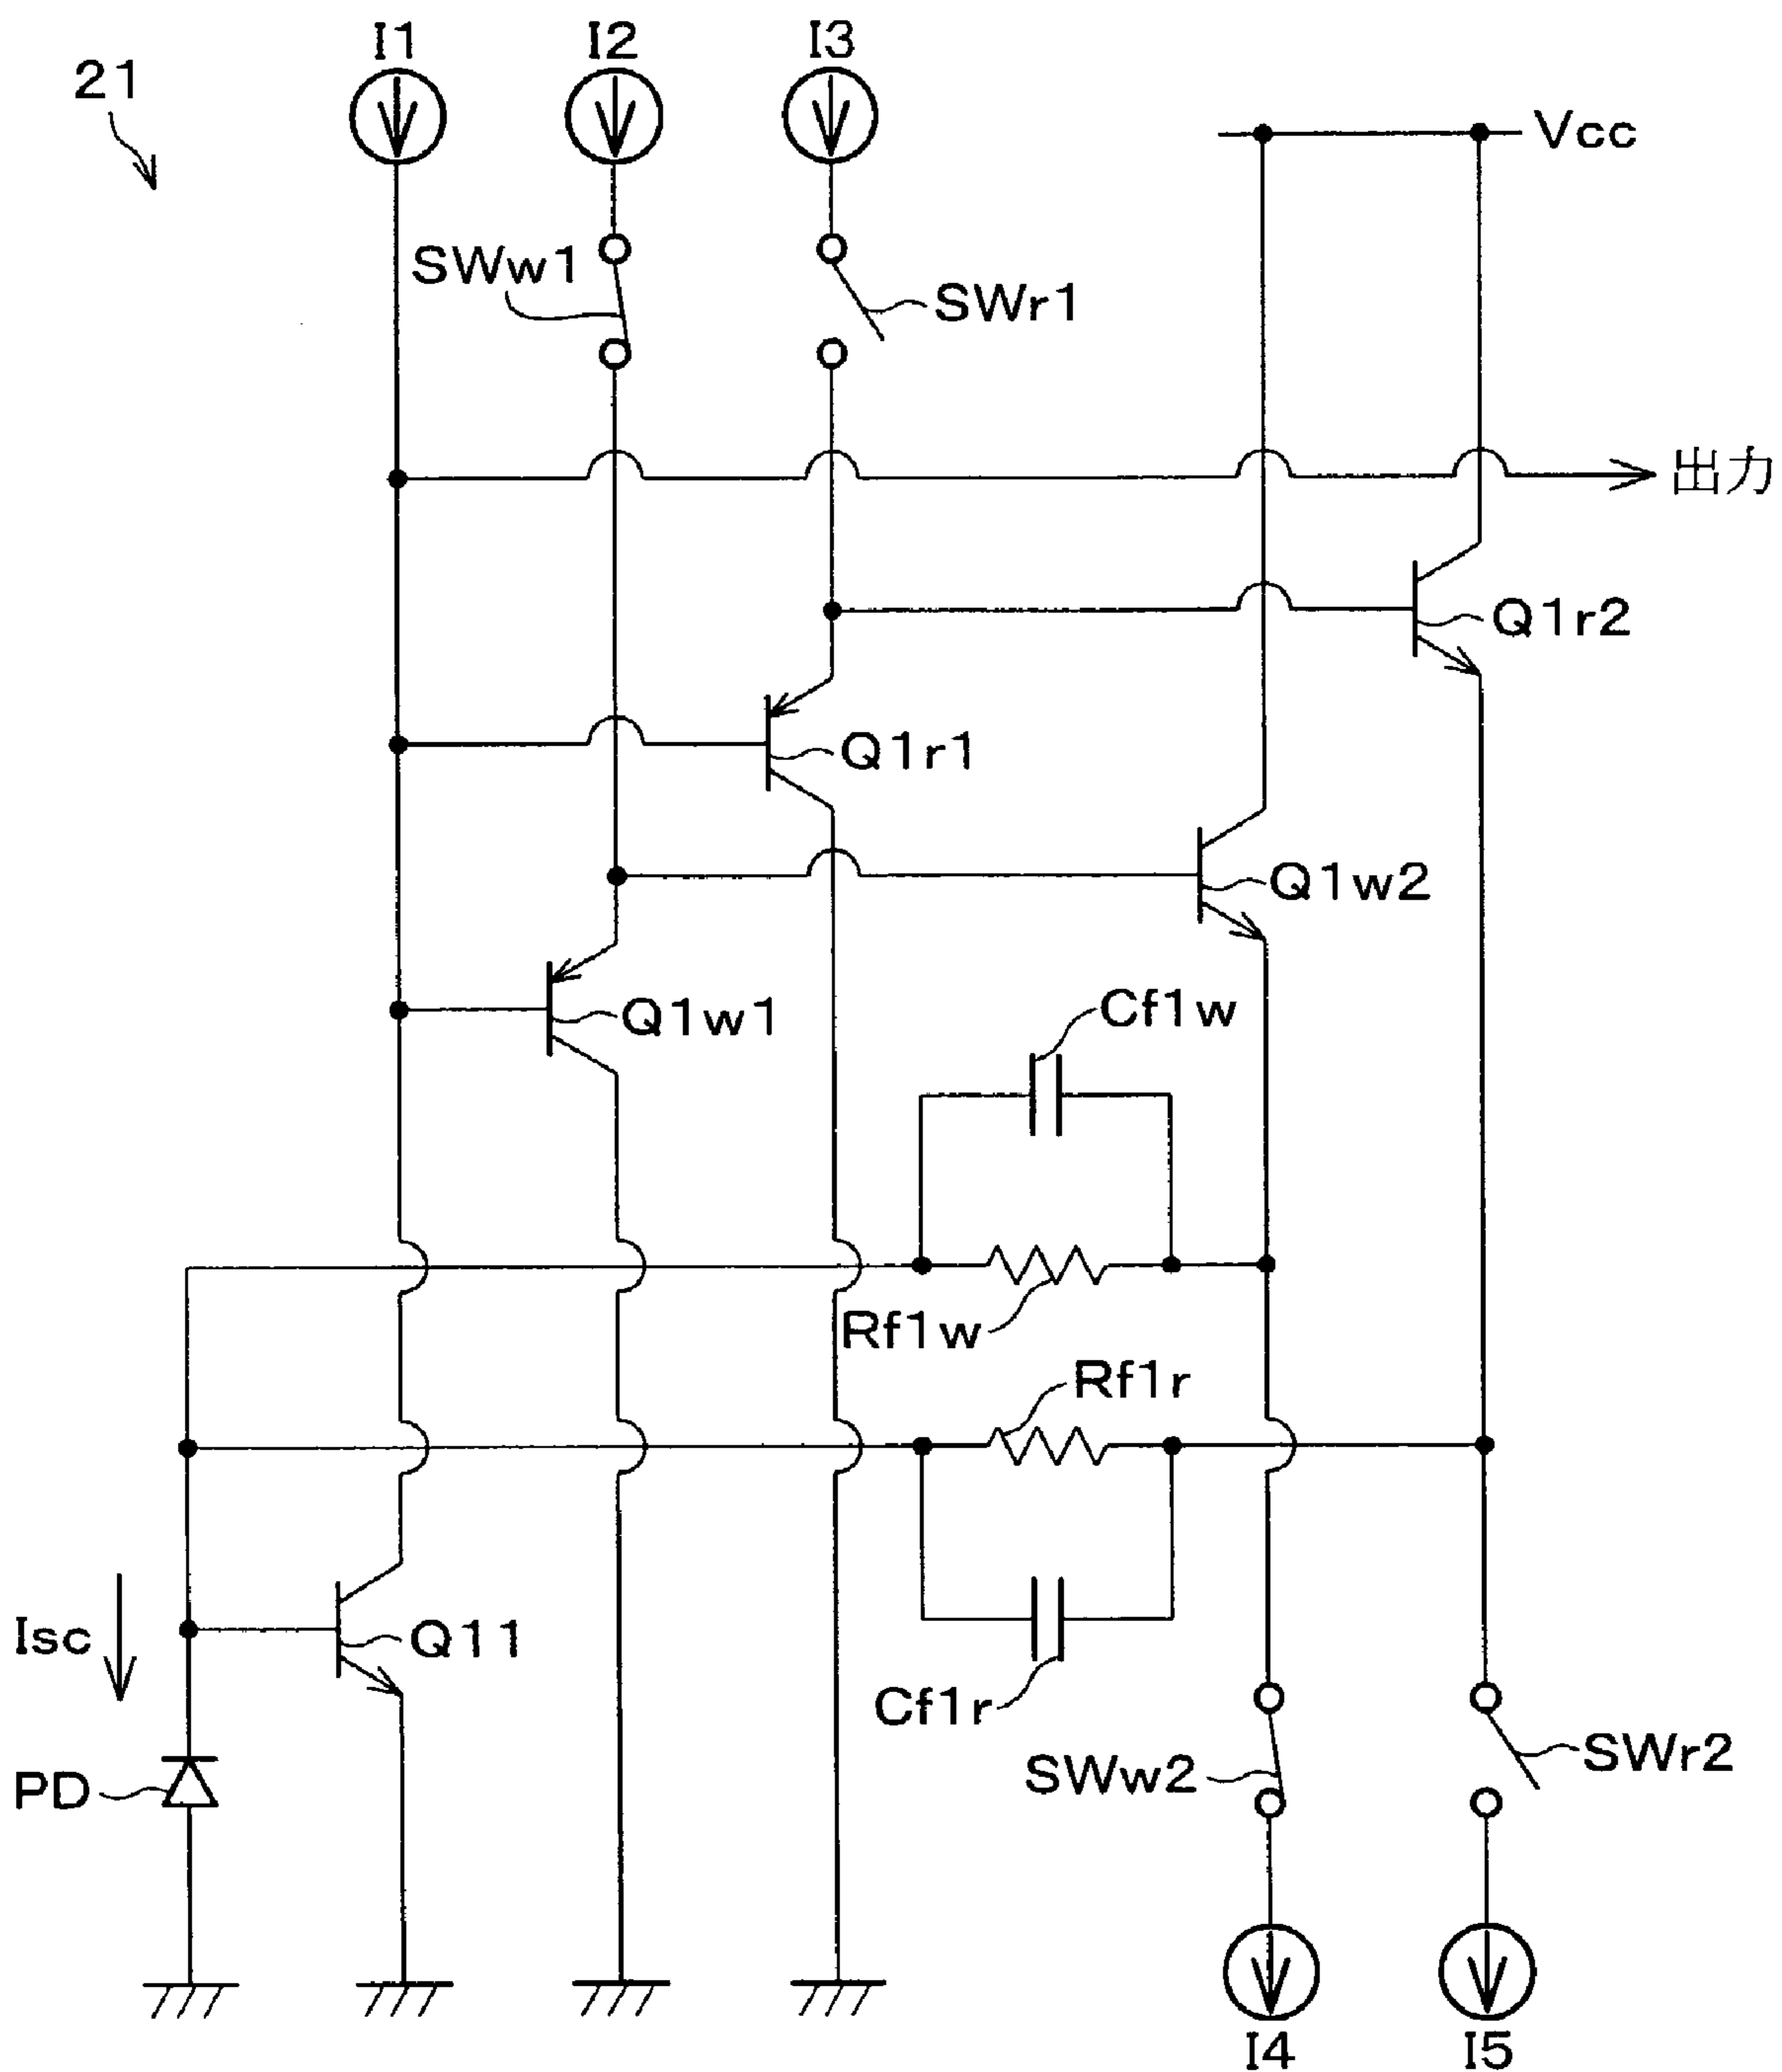 21
I1
I2
I3
Vcc
SWw1
SWr1
出力
Q1r2
Q1r1
Q1w2
Q1w1
Cf1w
Rf1w
Rf1r
Isc
Q11
Cf1r
PD
SWw2
SWr2
I4
I5